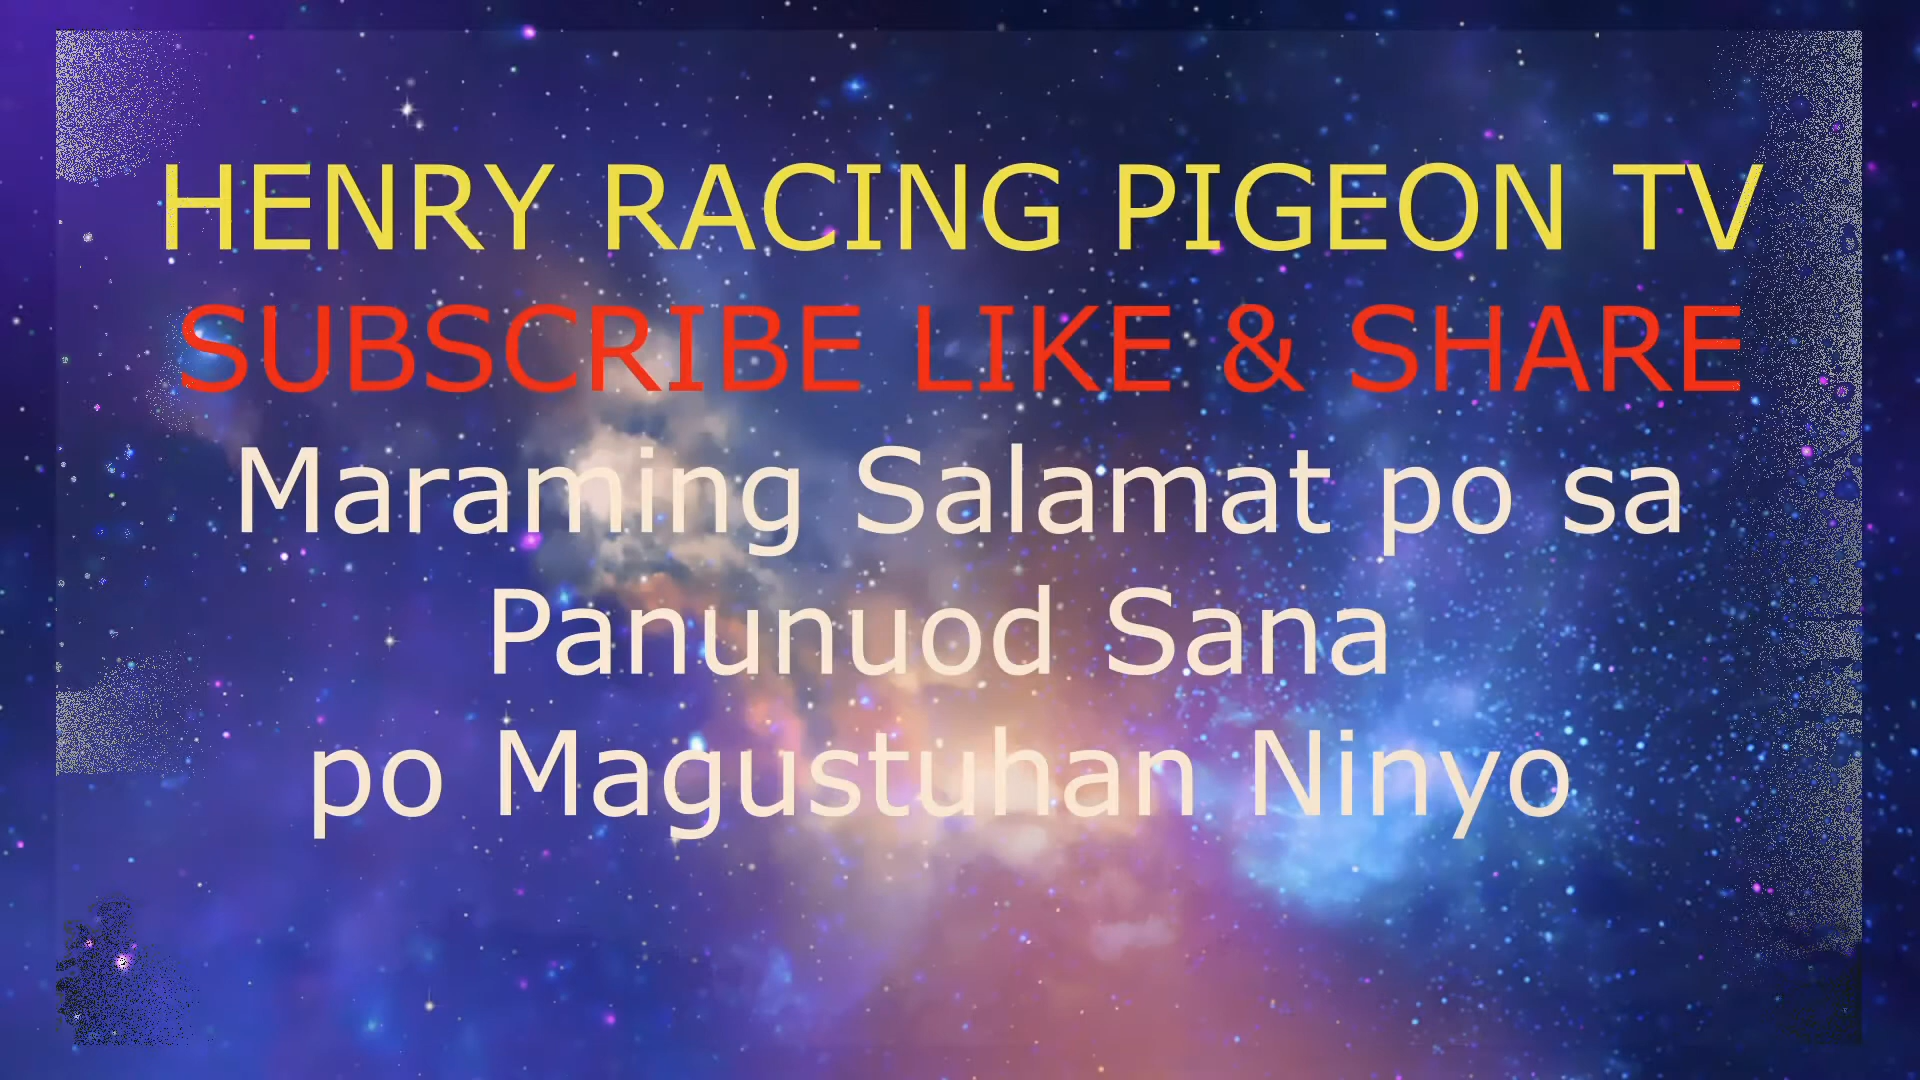 HENRY RACING PIGEON TV
SUBSCRIBE LIKE & SHARE
Maraming Salamat po sa
Panunuod Sana
po Magustuhan Ninyo